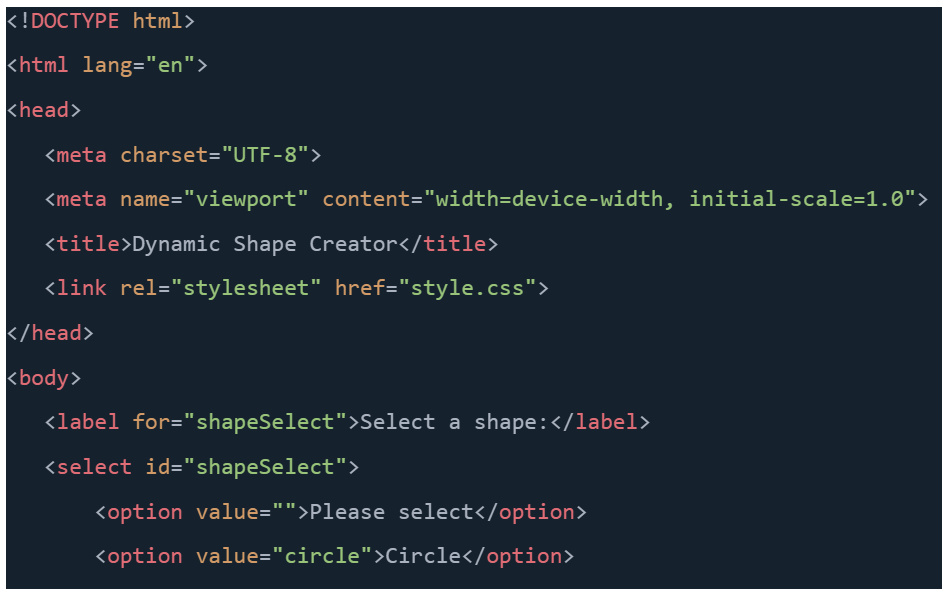 <!DOCTYPE html>
<html lang="en">
<head>
<meta charset="UTF-8">
<meta name="viewport" content="width=device-width, initial-scale=1.0">
<title>Dynamic Shape Creator</title>
<link rel="stylesheet" href="style.css">
</head>
<body>
<label for="shapeSelect">Select a shape:</label>
<select id="shapeSelect">
<option value="">Please select</option>
<option value="circle">Circle</option>